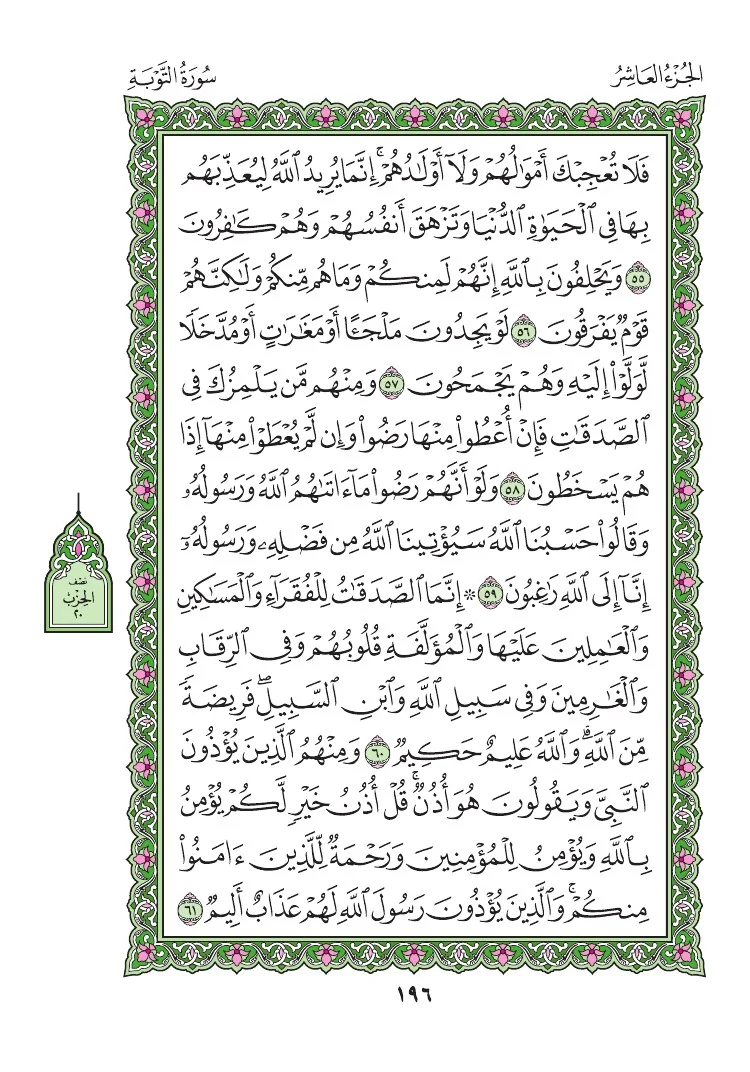 الجُزْءُ العَاشِرُ
سُورَةُ التَّوْبَةِ
فَلَا تُعْجِبْكَ أَمْوَٰلُهُمْ وَلَآ أَوْلَٰدُهُمْ ۚ إِنَّمَا يُرِيدُ ٱللَّهُ لِيُعَذِّبَهُم
بِهَا فِى ٱلْحَيَوٰةِ ٱلدُّنْيَا وَتَزْهَقَ أَنفُسُهُمْ وَهُمْ كَٰفِرُونَ
٥٥ وَيَحْلِفُونَ بِٱللَّهِ إِنَّهُمْ لَمِنكُمْ وَمَا هُم مِّنكُمْ وَلَٰكِنَّهُمْ
قَوْمٌ يَفْرَقُونَ ٥٦ لَوْ يَجِدُونَ مَلْجَـًٔا أَوْ مَغَٰرَٰتٍ أَوْ مُدَّخَلًا
لَّوَلَّوْا۟ إِلَيْهِ وَهُمْ يَجْمَحُونَ ٥٧ وَمِنْهُم مَّن يَلْمِزُكَ فِى
ٱلصَّدَقَٰتِ فَإِنْ أُعْطُوا۟ مِنْهَا رَضُوا۟ وَإِن لَّمْ يُعْطَوْا۟ مِنْهَآ إِذَا
هُمْ يَسْخَطُونَ ٥٨ وَلَوْ أَنَّهُمْ رَضُوا۟ مَآ ءَاتَىٰهُمُ ٱللَّهُ وَرَسُولُهُۥ
وَقَالُوا۟ حَسْبُنَا ٱللَّهُ سَيُؤْتِينَا ٱللَّهُ مِن فَضْلِهِۦ وَرَسُولُهُۥٓ
إِنَّآ إِلَى ٱللَّهِ رَٰغِبُونَ ٥٩ ۞ إِنَّمَا ٱلصَّدَقَٰتُ لِلْفُقَرَآءِ وَٱلْمَسَٰكِينِ
وَٱلْعَٰمِلِينَ عَلَيْهَا وَٱلْمُؤَلَّفَةِ قُلُوبُهُمْ وَفِى ٱلرِّقَابِ
وَٱلْغَٰرِمِينَ وَفِى سَبِيلِ ٱللَّهِ وَٱبْنِ ٱلسَّبِيلِ ۖ فَرِيضَةً
مِّنَ ٱللَّهِ ۗ وَٱللَّهُ عَلِيمٌ حَكِيمٌ ٦٠ وَمِنْهُمُ ٱلَّذِينَ يُؤْذُونَ
ٱلنَّبِىَّ وَيَقُولُونَ هُوَ أُذُنٌ ۚ قُلْ أُذُنُ خَيْرٍ لَّكُمْ يُؤْمِنُ
بِٱللَّهِ وَيُؤْمِنُ لِلْمُؤْمِنِينَ وَرَحْمَةٌ لِّلَّذِينَ ءَامَنُوا۟
مِنكُمْ ۚ وَٱلَّذِينَ يُؤْذُونَ رَسُولَ ٱللَّهِ لَهُمْ عَذَابٌ أَلِيمٌ ٦١
نصف
الحزب
٢٠
١٩٦